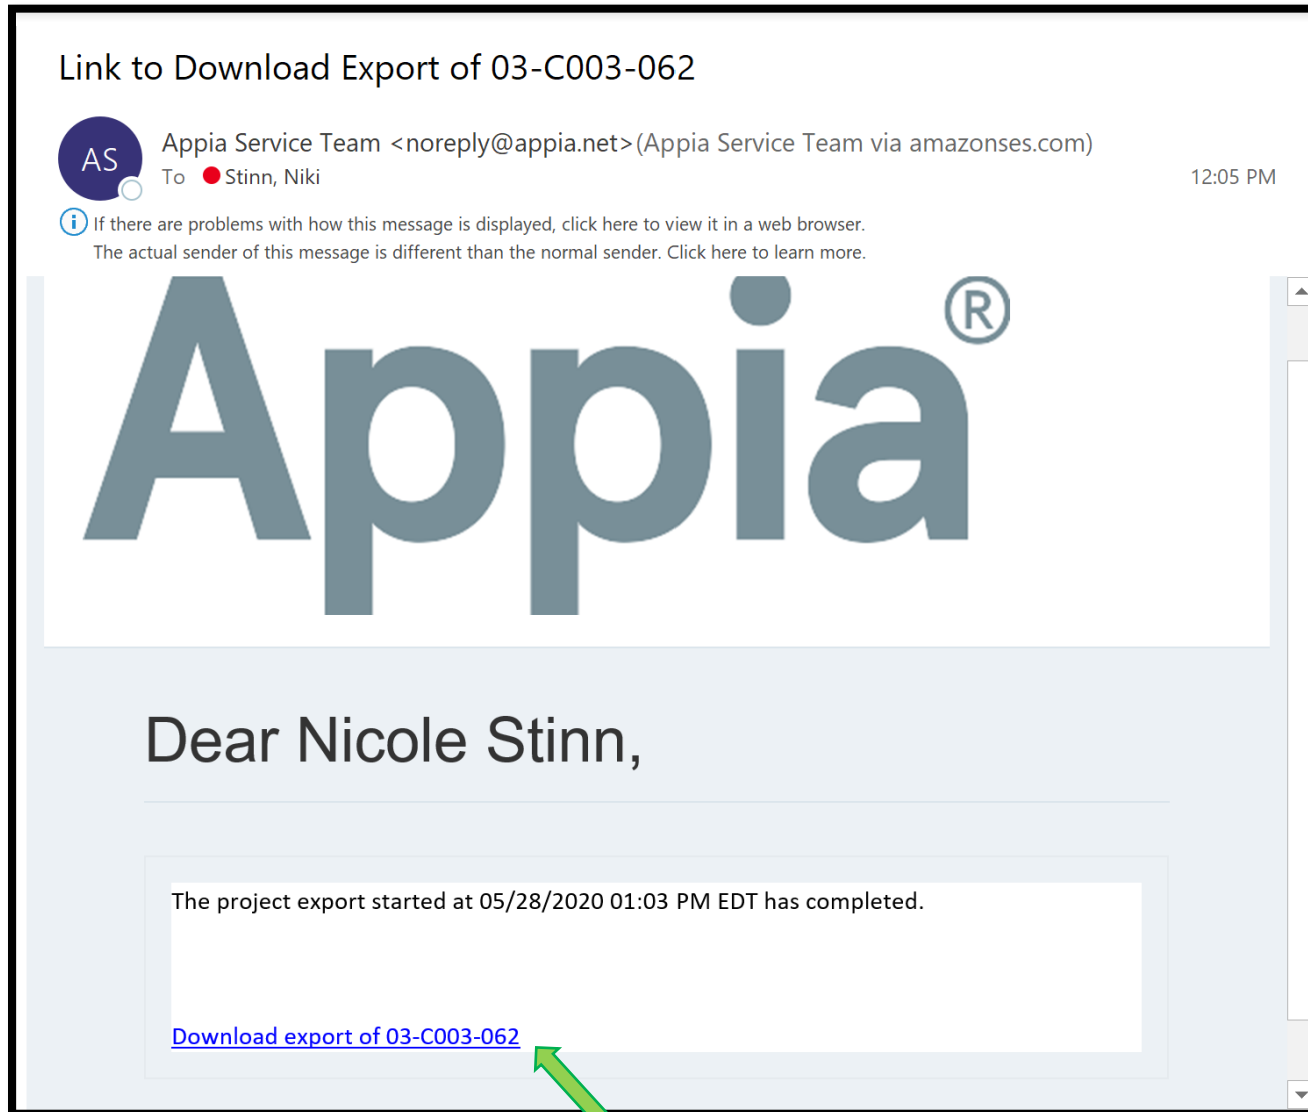 Link to Download Export of 03-C003-062
AS
Appia Service Team <noreply@appia.net>(Appia Service Team via amazonses.com)
To Stinn, Niki
12:05 PM
i If there are problems with how this message is displayed, click here to view it in a web browser.
The actual sender of this message is different than the normal sender. Click here to learn more.
Appia®
Dear Nicole Stinn,
The project export started at 05/28/2020 01:03 PM EDT has completed.
Download export of 03-C003-062